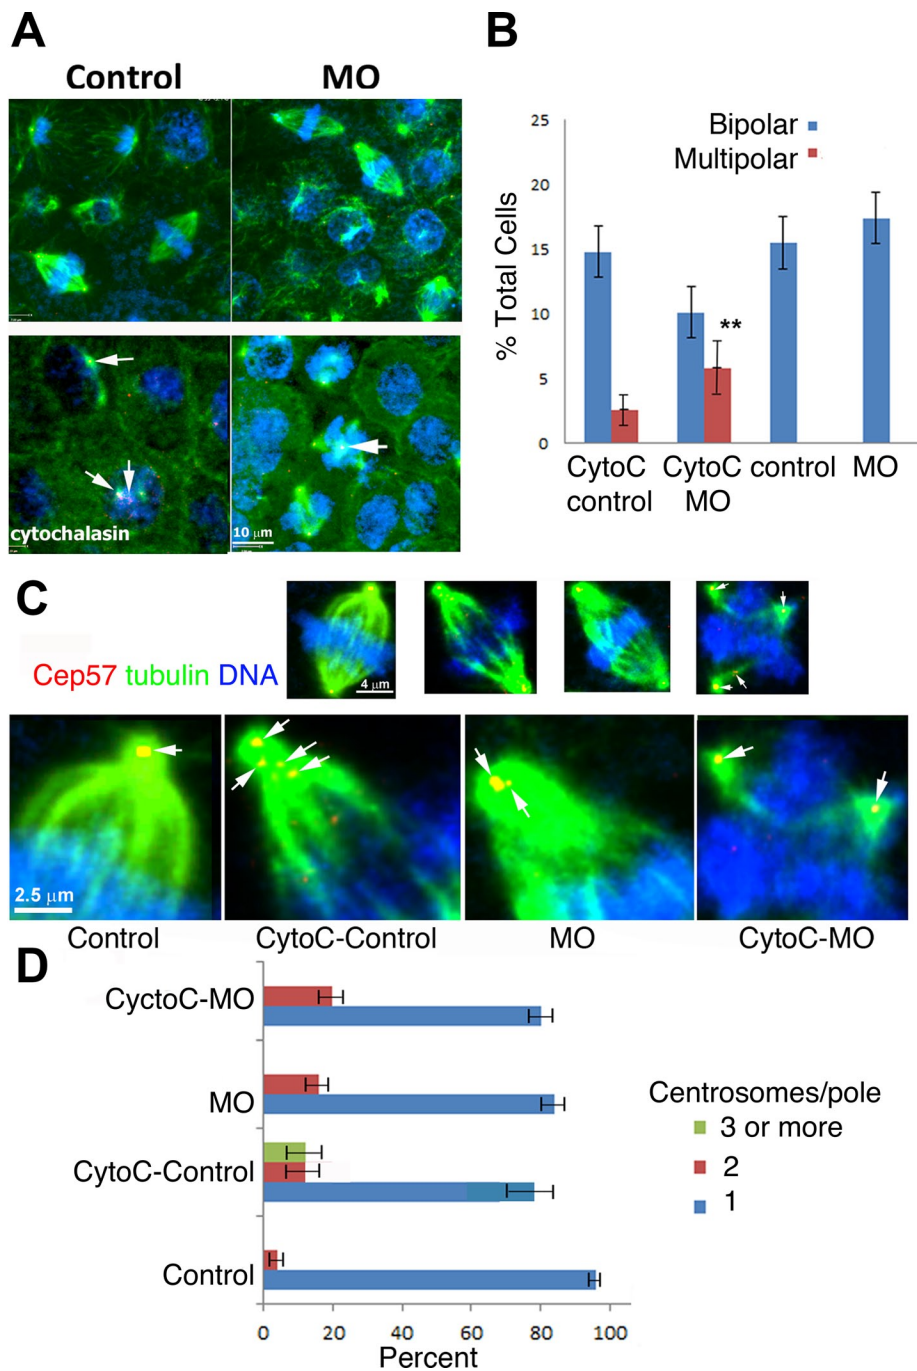 A
Control
MO
cytochalasin
10 μm
B
Bipolar
Multipolar
% Total Cells
25
20
15
10
5
0
**
CytoC control
CytoC MO
control
MO
C
Cep57 tubulin DNA
4 μm
2.5 μm
Control
CytoC-Control
MO
CytoC-MO
D
CyctoC-MO
MO
CytoC-Control
Control
0 20 40 60 80 100
Percent
Centrosomes/pole
3 or more
2
1